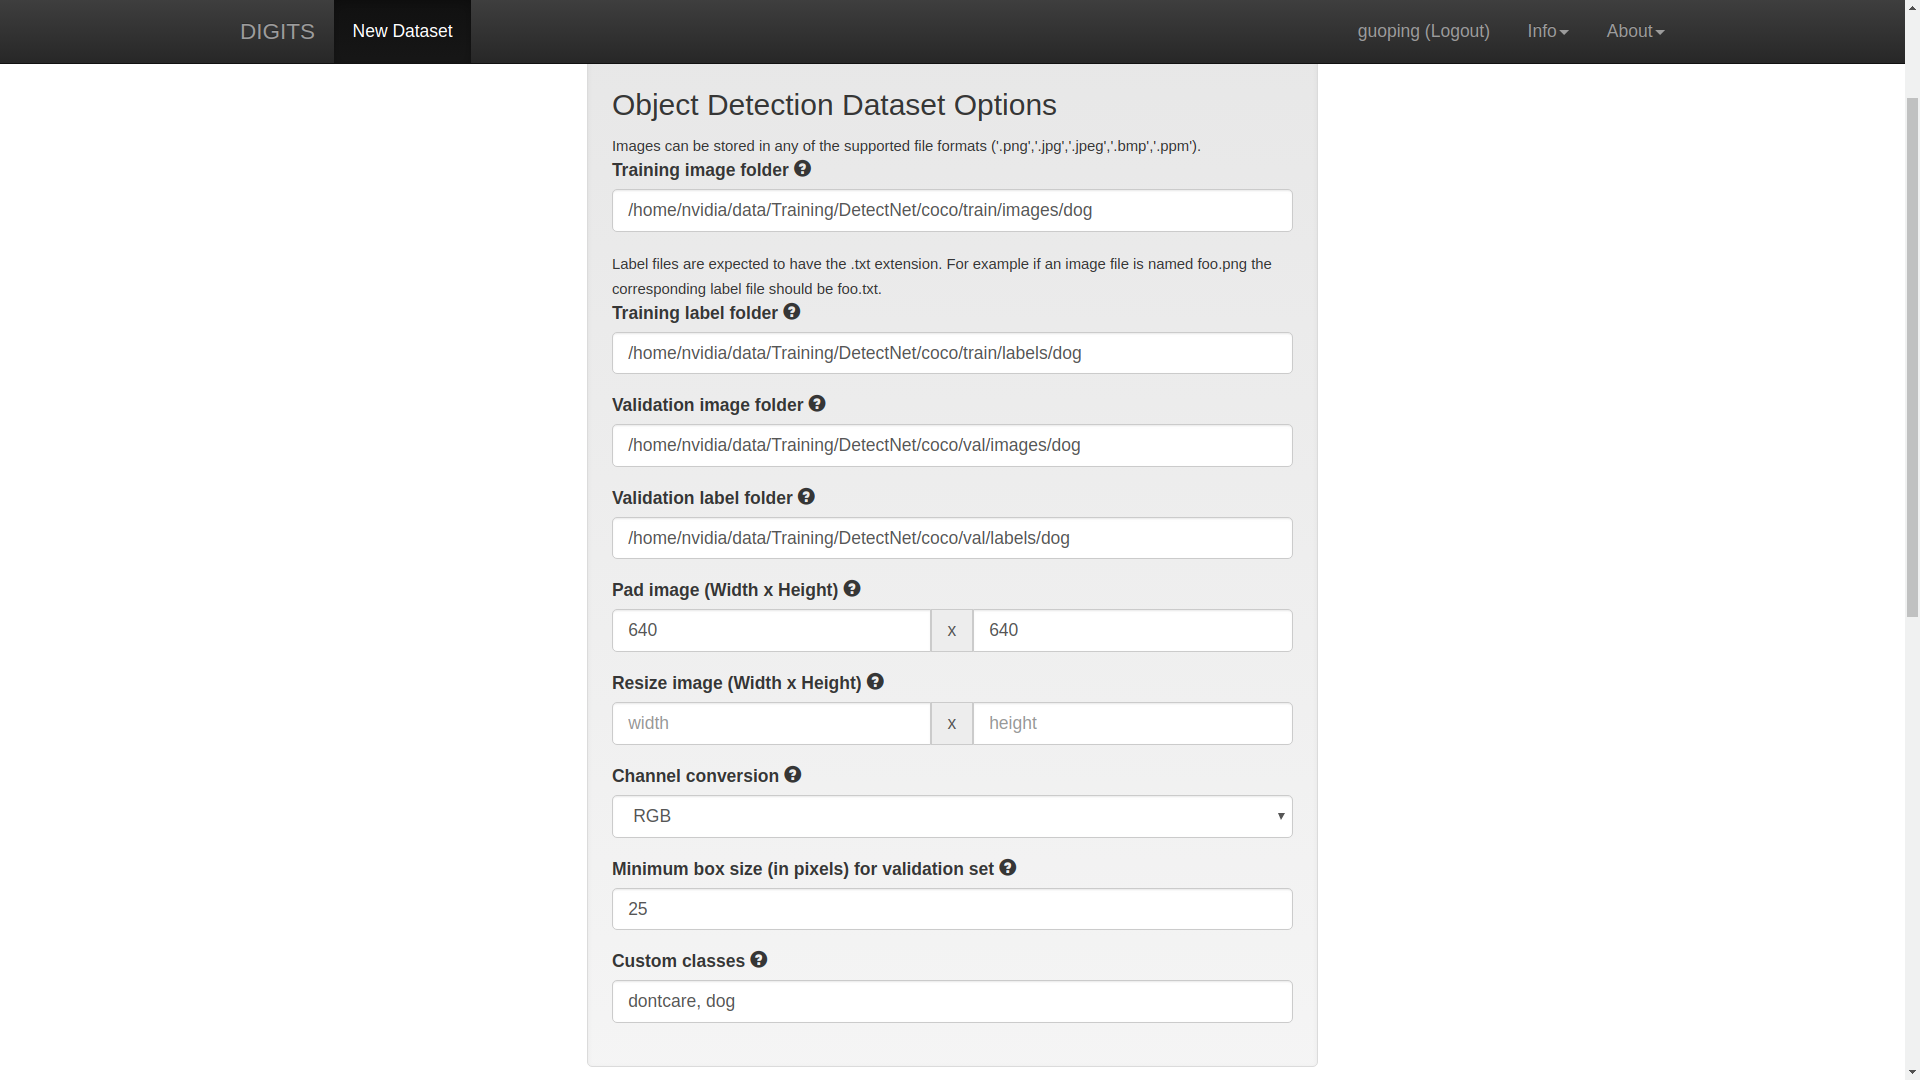 DIGITS New Dataset guoping (Logout) Info About
Object Detection Dataset Options
Images can be stored in any of the supported file formats ('.png','.jpg','.jpeg','.bmp','.ppm').
Training image folder
/home/nvidia/data/Training/DetectNet/coco/train/images/dog
Label files are expected to have the .txt extension. For example if an image file is named foo.png the
corresponding label file should be foo.txt.
Training label folder
/home/nvidia/data/Training/DetectNet/coco/train/labels/dog
Validation image folder
/home/nvidia/data/Training/DetectNet/coco/val/images/dog
Validation label folder
/home/nvidia/data/Training/DetectNet/coco/val/labels/dog
Pad image (Width x Height)
640 x 640
Resize image (Width x Height)
width x height
Channel conversion
RGB
Minimum box size (in pixels) for validation set
25
Custom classes
dontcare, dog